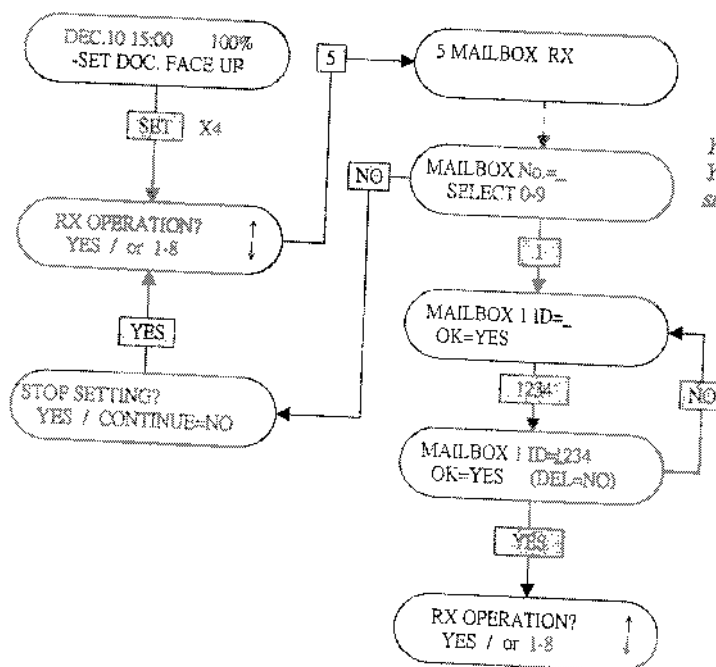 DEC.10 15:00 100%
-SET DOC. FACE UP
SET X4
RX OPERATION? ↑
YES / or 1-8 ↓
YES
STOP SETTING?
YES / CONTINUE=NO
5
5 MAILBOX RX
NO
MAILBOX No.=_
SELECT 0-9
1
MAILBOX 1 ID=_
OK=YES
1234
NO
MAILBOX 1 ID=1234
OK=YES (DEL=NO)
YES
RX OPERATION? ↑
YES / or 1-8 ↓